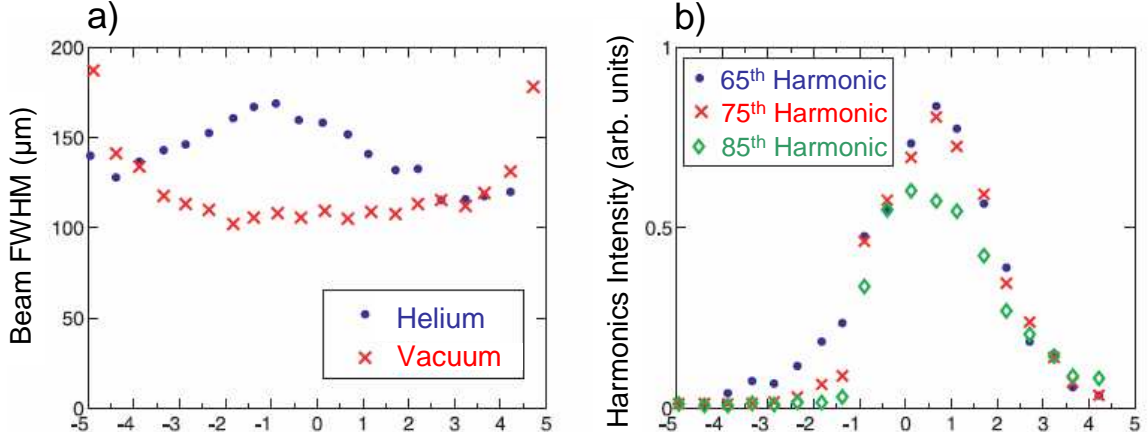 a)
Beam FWHM (μm)
200
150
100
50
0
-5 -4 -3 -2 -1 0 1 2 3 4 5
Helium
Vacuum
b)
Harmonics Intensity (arb. units)
1
0.5
0
-5 -4 -3 -2 -1 0 1 2 3 4 5
65th Harmonic
75th Harmonic
85th Harmonic